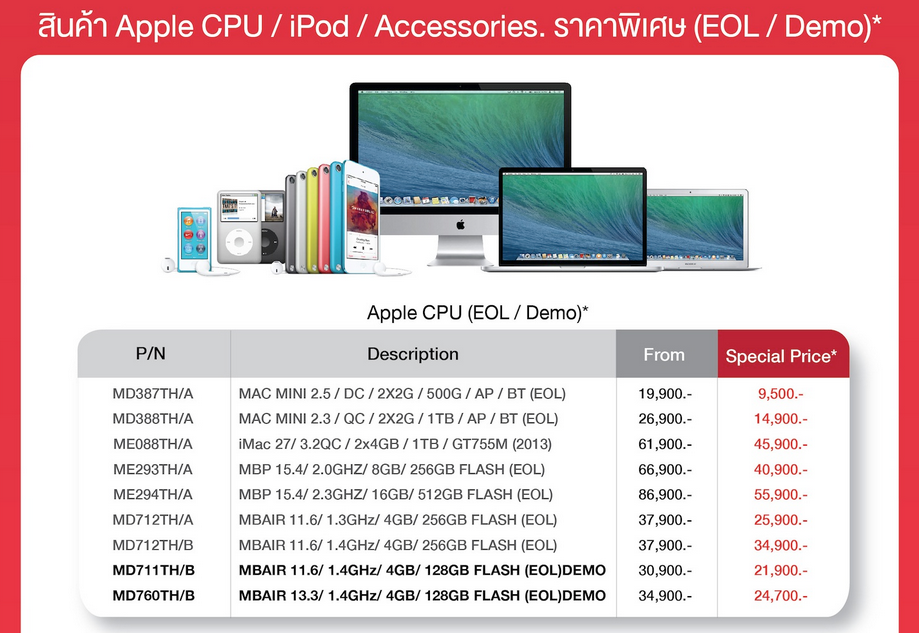 สินค้า Apple CPU / iPod / Accessories. ราคาพิเศษ (EOL / Demo)*
Apple CPU (EOL / Demo)*
P/N Description From Special Price*
MD387TH/A MAC MINI 2.5 / DC / 2X2G / 500G / AP / BT (EOL) 19,900.- 9,500.-
MD388TH/A MAC MINI 2.3 / QC / 2X2G / 1TB / AP / BT (EOL) 26,900.- 14,900.-
ME088TH/A iMac 27/ 3.2QC / 2x4GB / 1TB / GT755M (2013) 61,900.- 45,900.-
ME293TH/A MBP 15.4/ 2.0GHZ/ 8GB/ 256GB FLASH (EOL) 66,900.- 40,900.-
ME294TH/A MBP 15.4/ 2.3GHZ/ 16GB/ 512GB FLASH (EOL) 86,900.- 55,900.-
MD712TH/A MBAIR 11.6/ 1.3GHz/ 4GB/ 256GB FLASH (EOL) 37,900.- 25,900.-
MD712TH/B MBAIR 11.6/ 1.4GHz/ 4GB/ 256GB FLASH (EOL) 37,900.- 34,900.-
MD711TH/B MBAIR 11.6/ 1.4GHz/ 4GB/ 128GB FLASH (EOL)DEMO 30,900.- 21,900.-
MD760TH/B MBAIR 13.3/ 1.4GHz/ 4GB/ 128GB FLASH (EOL)DEMO 34,900.- 24,700.-